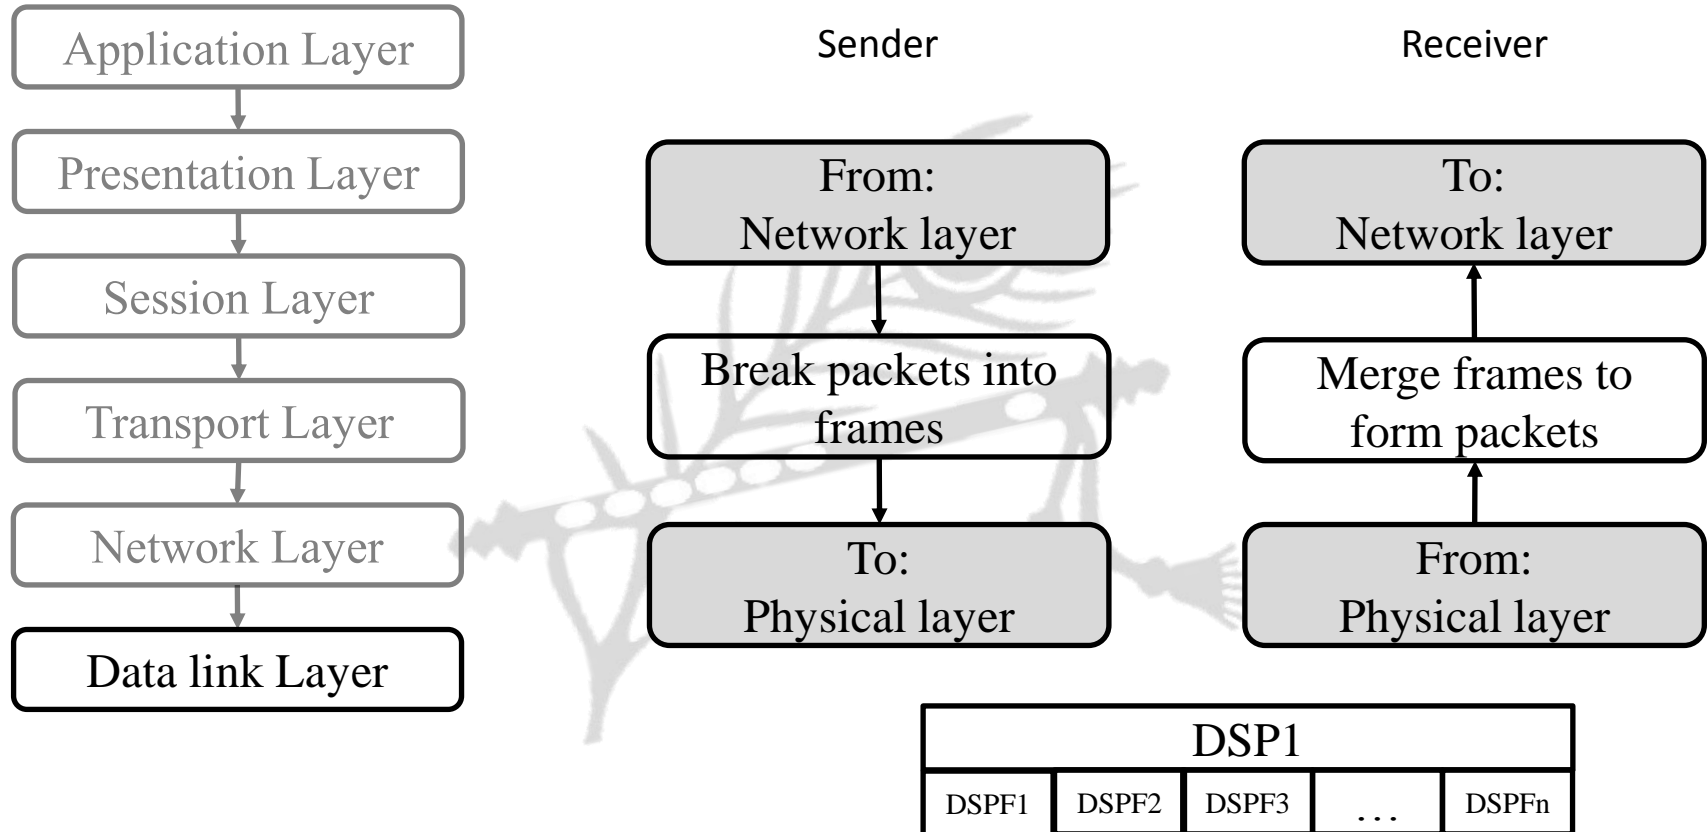 Application Layer
Presentation Layer
Session Layer
Transport Layer
Network Layer
Data link Layer
Sender
From:
Network layer
Break packets into
frames
To:
Physical layer
Receiver
To:
Network layer
Merge frames to
form packets
From:
Physical layer
DSP1
DSPF1 DSPF2 DSPF3 ... DSPFn